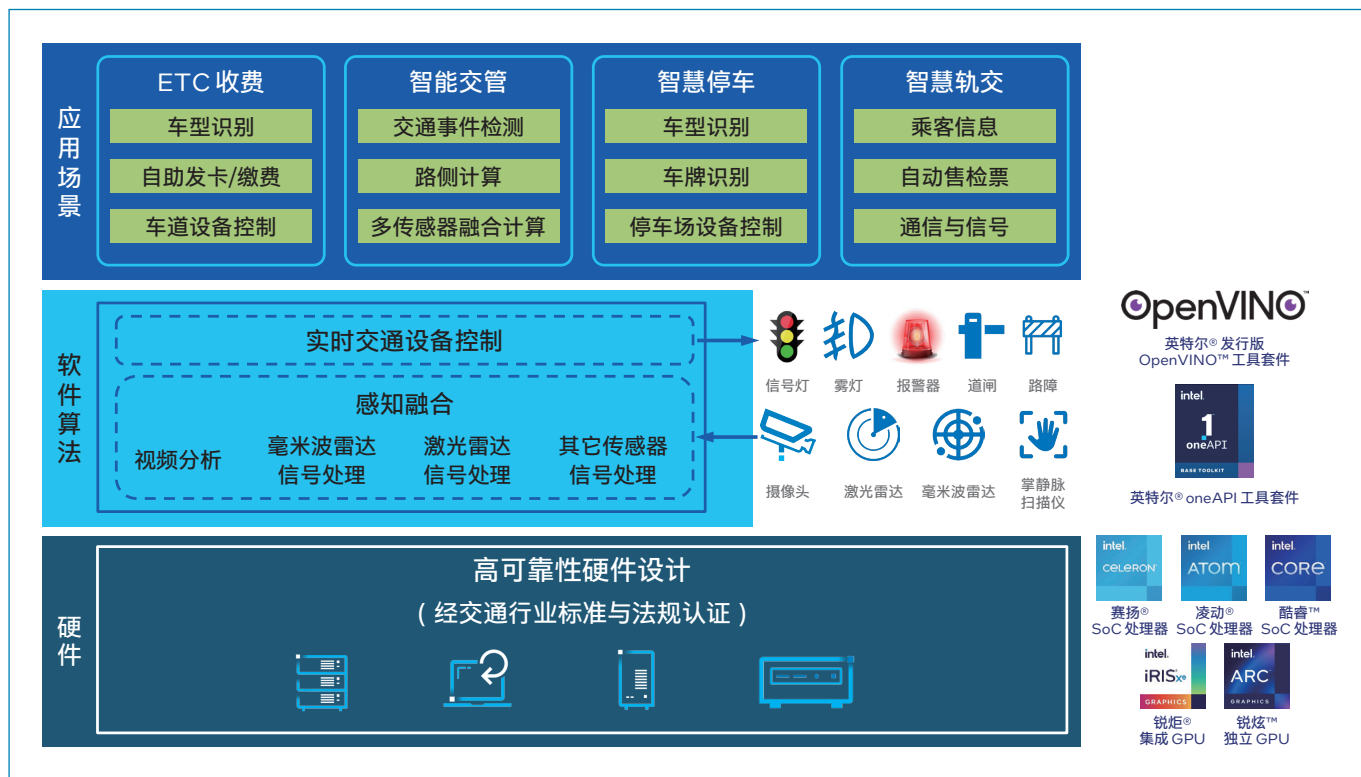 应用场景
ETC 收费
车型识别
自助发卡/缴费
车道设备控制
智能交管
交通事件检测
路侧计算
多传感器融合计算
智慧停车
车型识别
车牌识别
停车场设备控制
智慧轨交
乘客信息
自动售检票
通信与信号
软件算法
实时交通设备控制
感知融合
视频分析
毫米波雷达
信号处理
激光雷达
信号处理
其它传感器
信号处理
信号灯
雾灯
报警器
道闸
路障
摄像头
激光雷达
毫米波雷达
掌静脉
扫描仪
OpenVINO™
英特尔® 发行版
OpenVINO™ 工具套件
intel.
1
oneAPI
BASE TOOLKIT
英特尔® oneAPI 工具套件
硬件
高可靠性硬件设计
（经交通行业标准与法规认证）
intel.
CELERON
赛扬®
SoC 处理器
intel
ATOM
凌动®
SoC 处理器
intel.
CORE
酷睿™
SoC 处理器
intel.
iRIS Xe
GRAPHICS
锐炬®
集成 GPU
intel.
ARC
GRAPHICS
锐炫™
独立 GPU